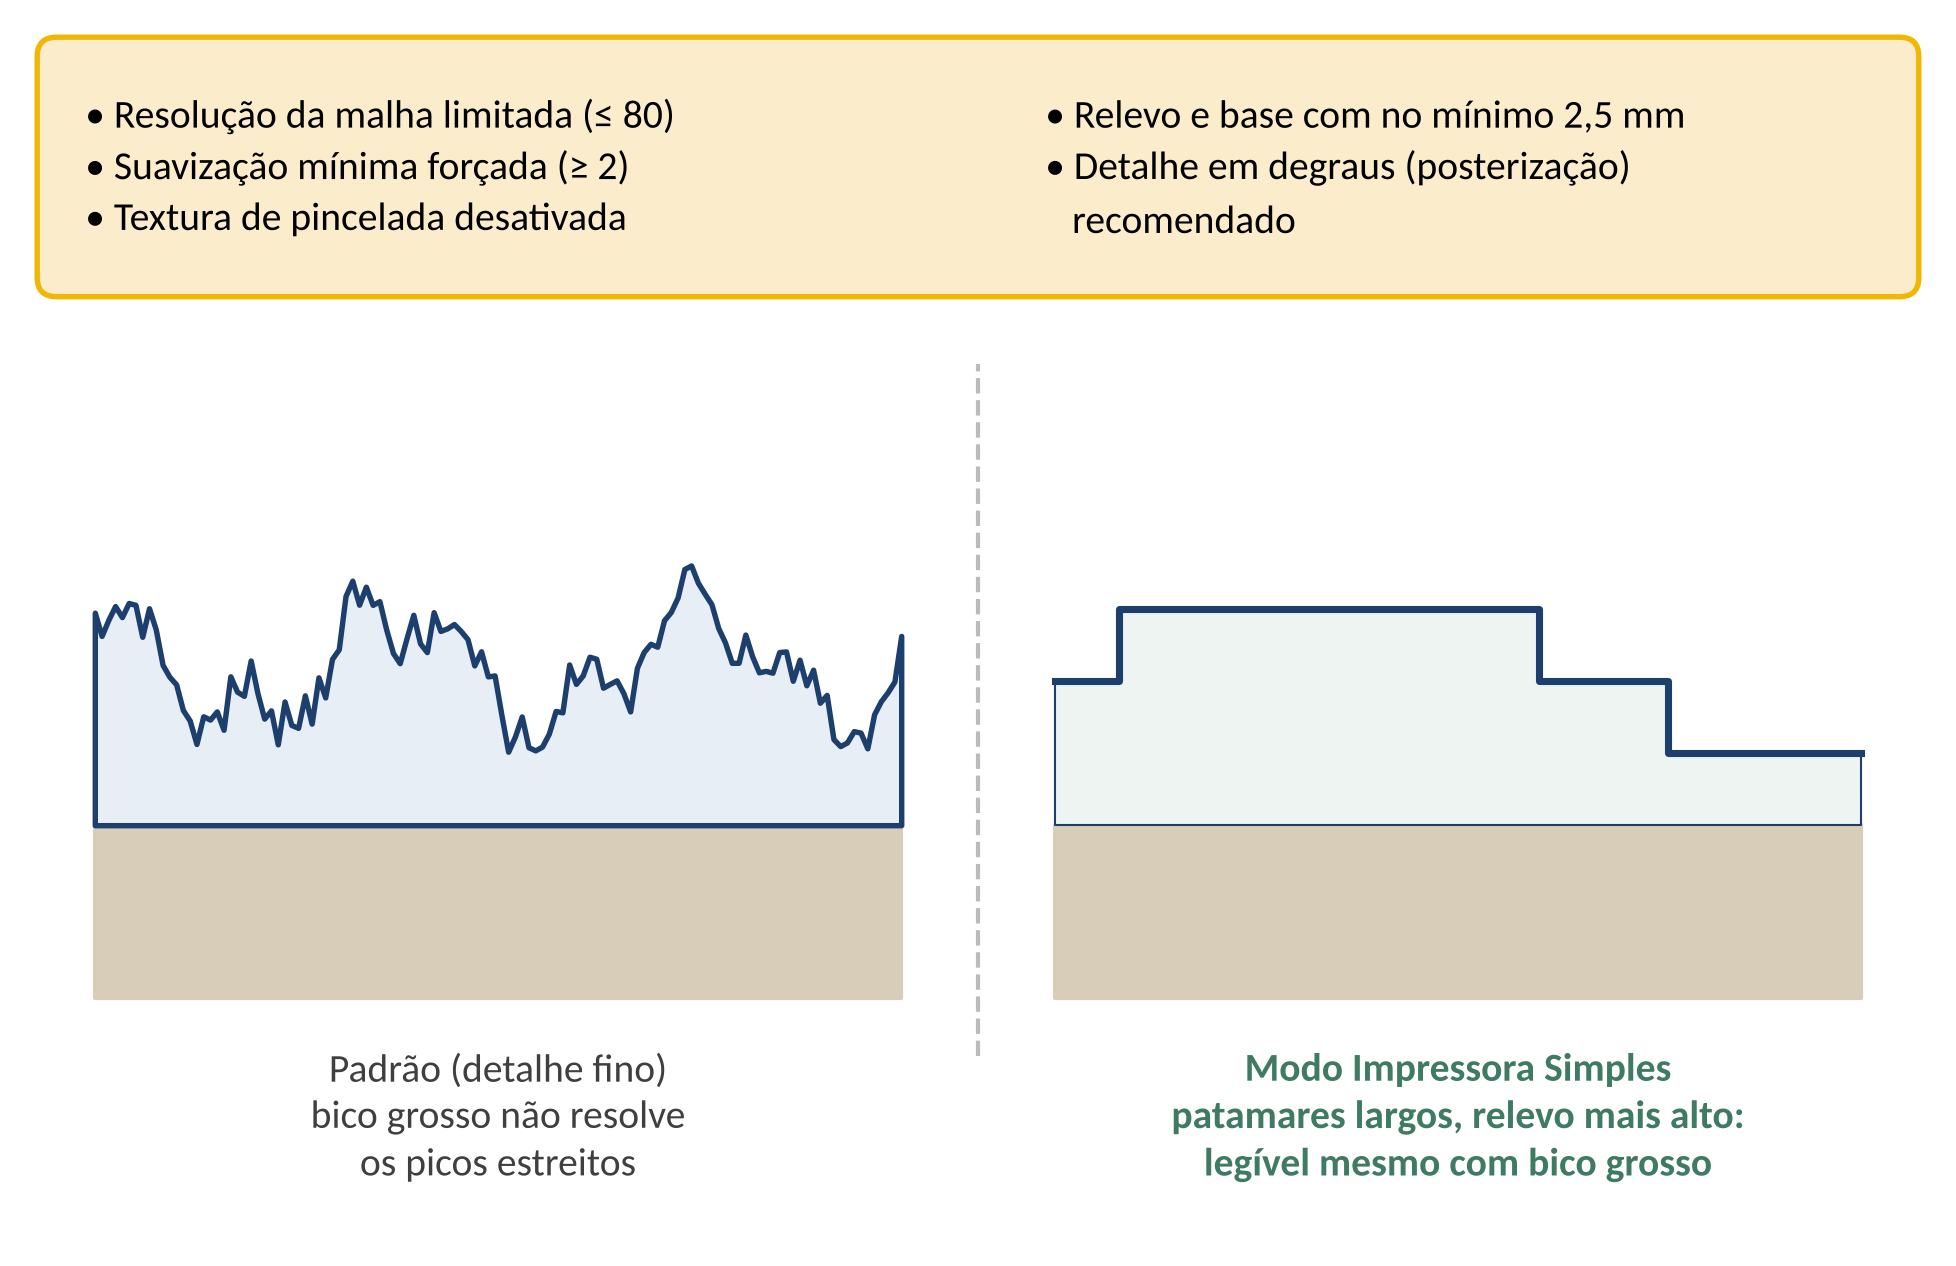 • Resolução da malha limitada (≤ 80)
• Suavização mínima forçada (≥ 2)
• Textura de pincelada desativada
• Relevo e base com no mínimo 2,5 mm
• Detalhe em degraus (posterização)
recomendado
Padrão (detalhe fino)
bico grosso não resolve
os picos estreitos
Modo Impressora Simples
patamares largos, relevo mais alto:
legível mesmo com bico grosso